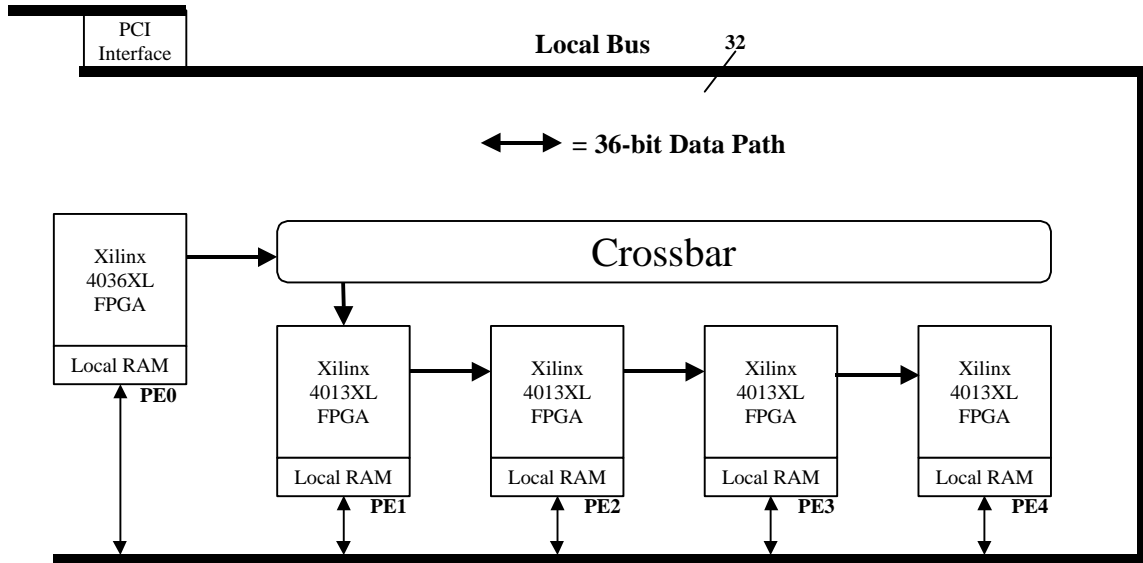 PCI
Interface
Local Bus
32
= 36-bit Data Path
Crossbar
Xilinx
4036XL
FPGA
Local RAM
PE0
Xilinx
4013XL
FPGA
Local RAM
PE1
Xilinx
4013XL
FPGA
Local RAM
PE2
Xilinx
4013XL
FPGA
Local RAM
PE3
Xilinx
4013XL
FPGA
Local RAM
PE4